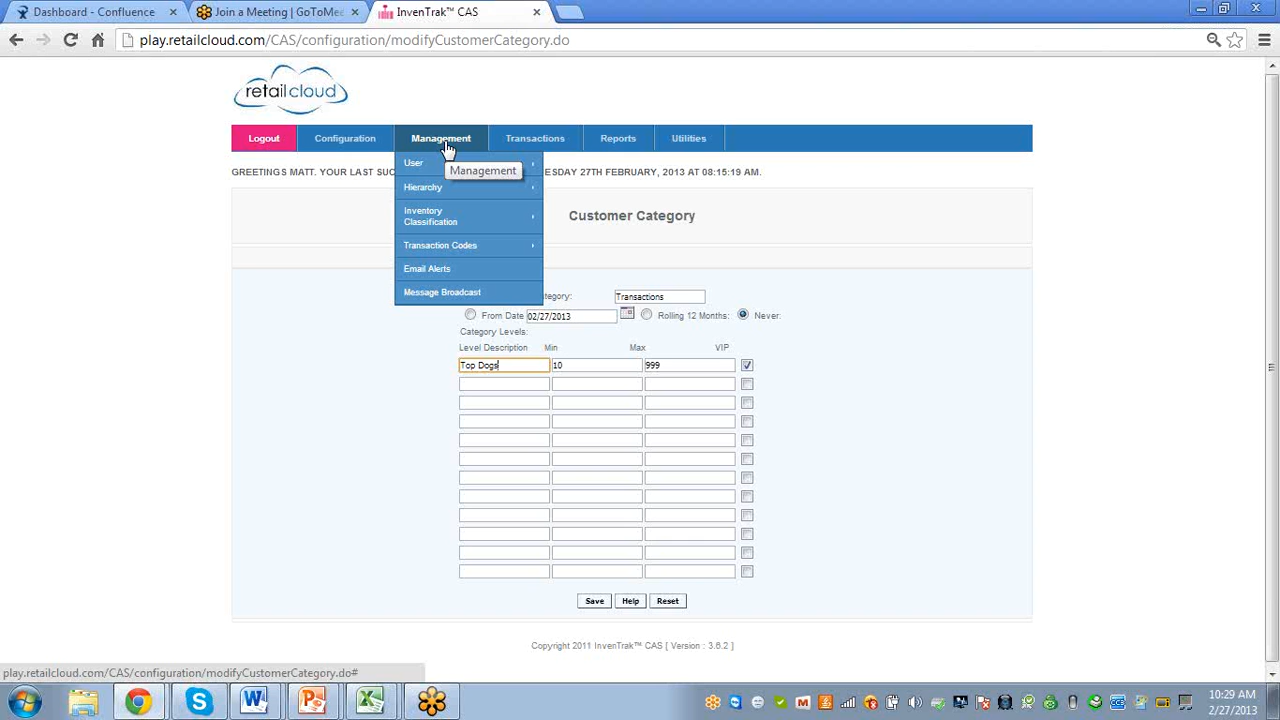 Dashboard - Confluence
Join a Meeting | GoToMee
InvenTrak™ CAS
play.retailcloud.com/CAS/configuration/modifyCustomerCategory.do
retailcloud
Logout Configuration Management Transactions Reports Utilities
User
Management
GREETINGS MATT. YOUR LAST SUC
ESDAY 27TH FEBRUARY, 2013 AT 08:15:19 AM.
Hierarchy
Inventory
Classification
Customer Category
Transaction Codes
Email Alerts
Message Broadcast
tegory: Transactions
From Date 02/27/2013 Rolling 12 Months: Never:
Category Levels:
Level Description Min Max VIP
Top Dogs 10 999
Save Help Reset
Copyright 2011 InvenTrak™ CAS [ Version : 3.6.2 ]
play.retailcloud.com/CAS/configuration/modifyCustomerCategory.do#
10:29 AM
2/27/2013